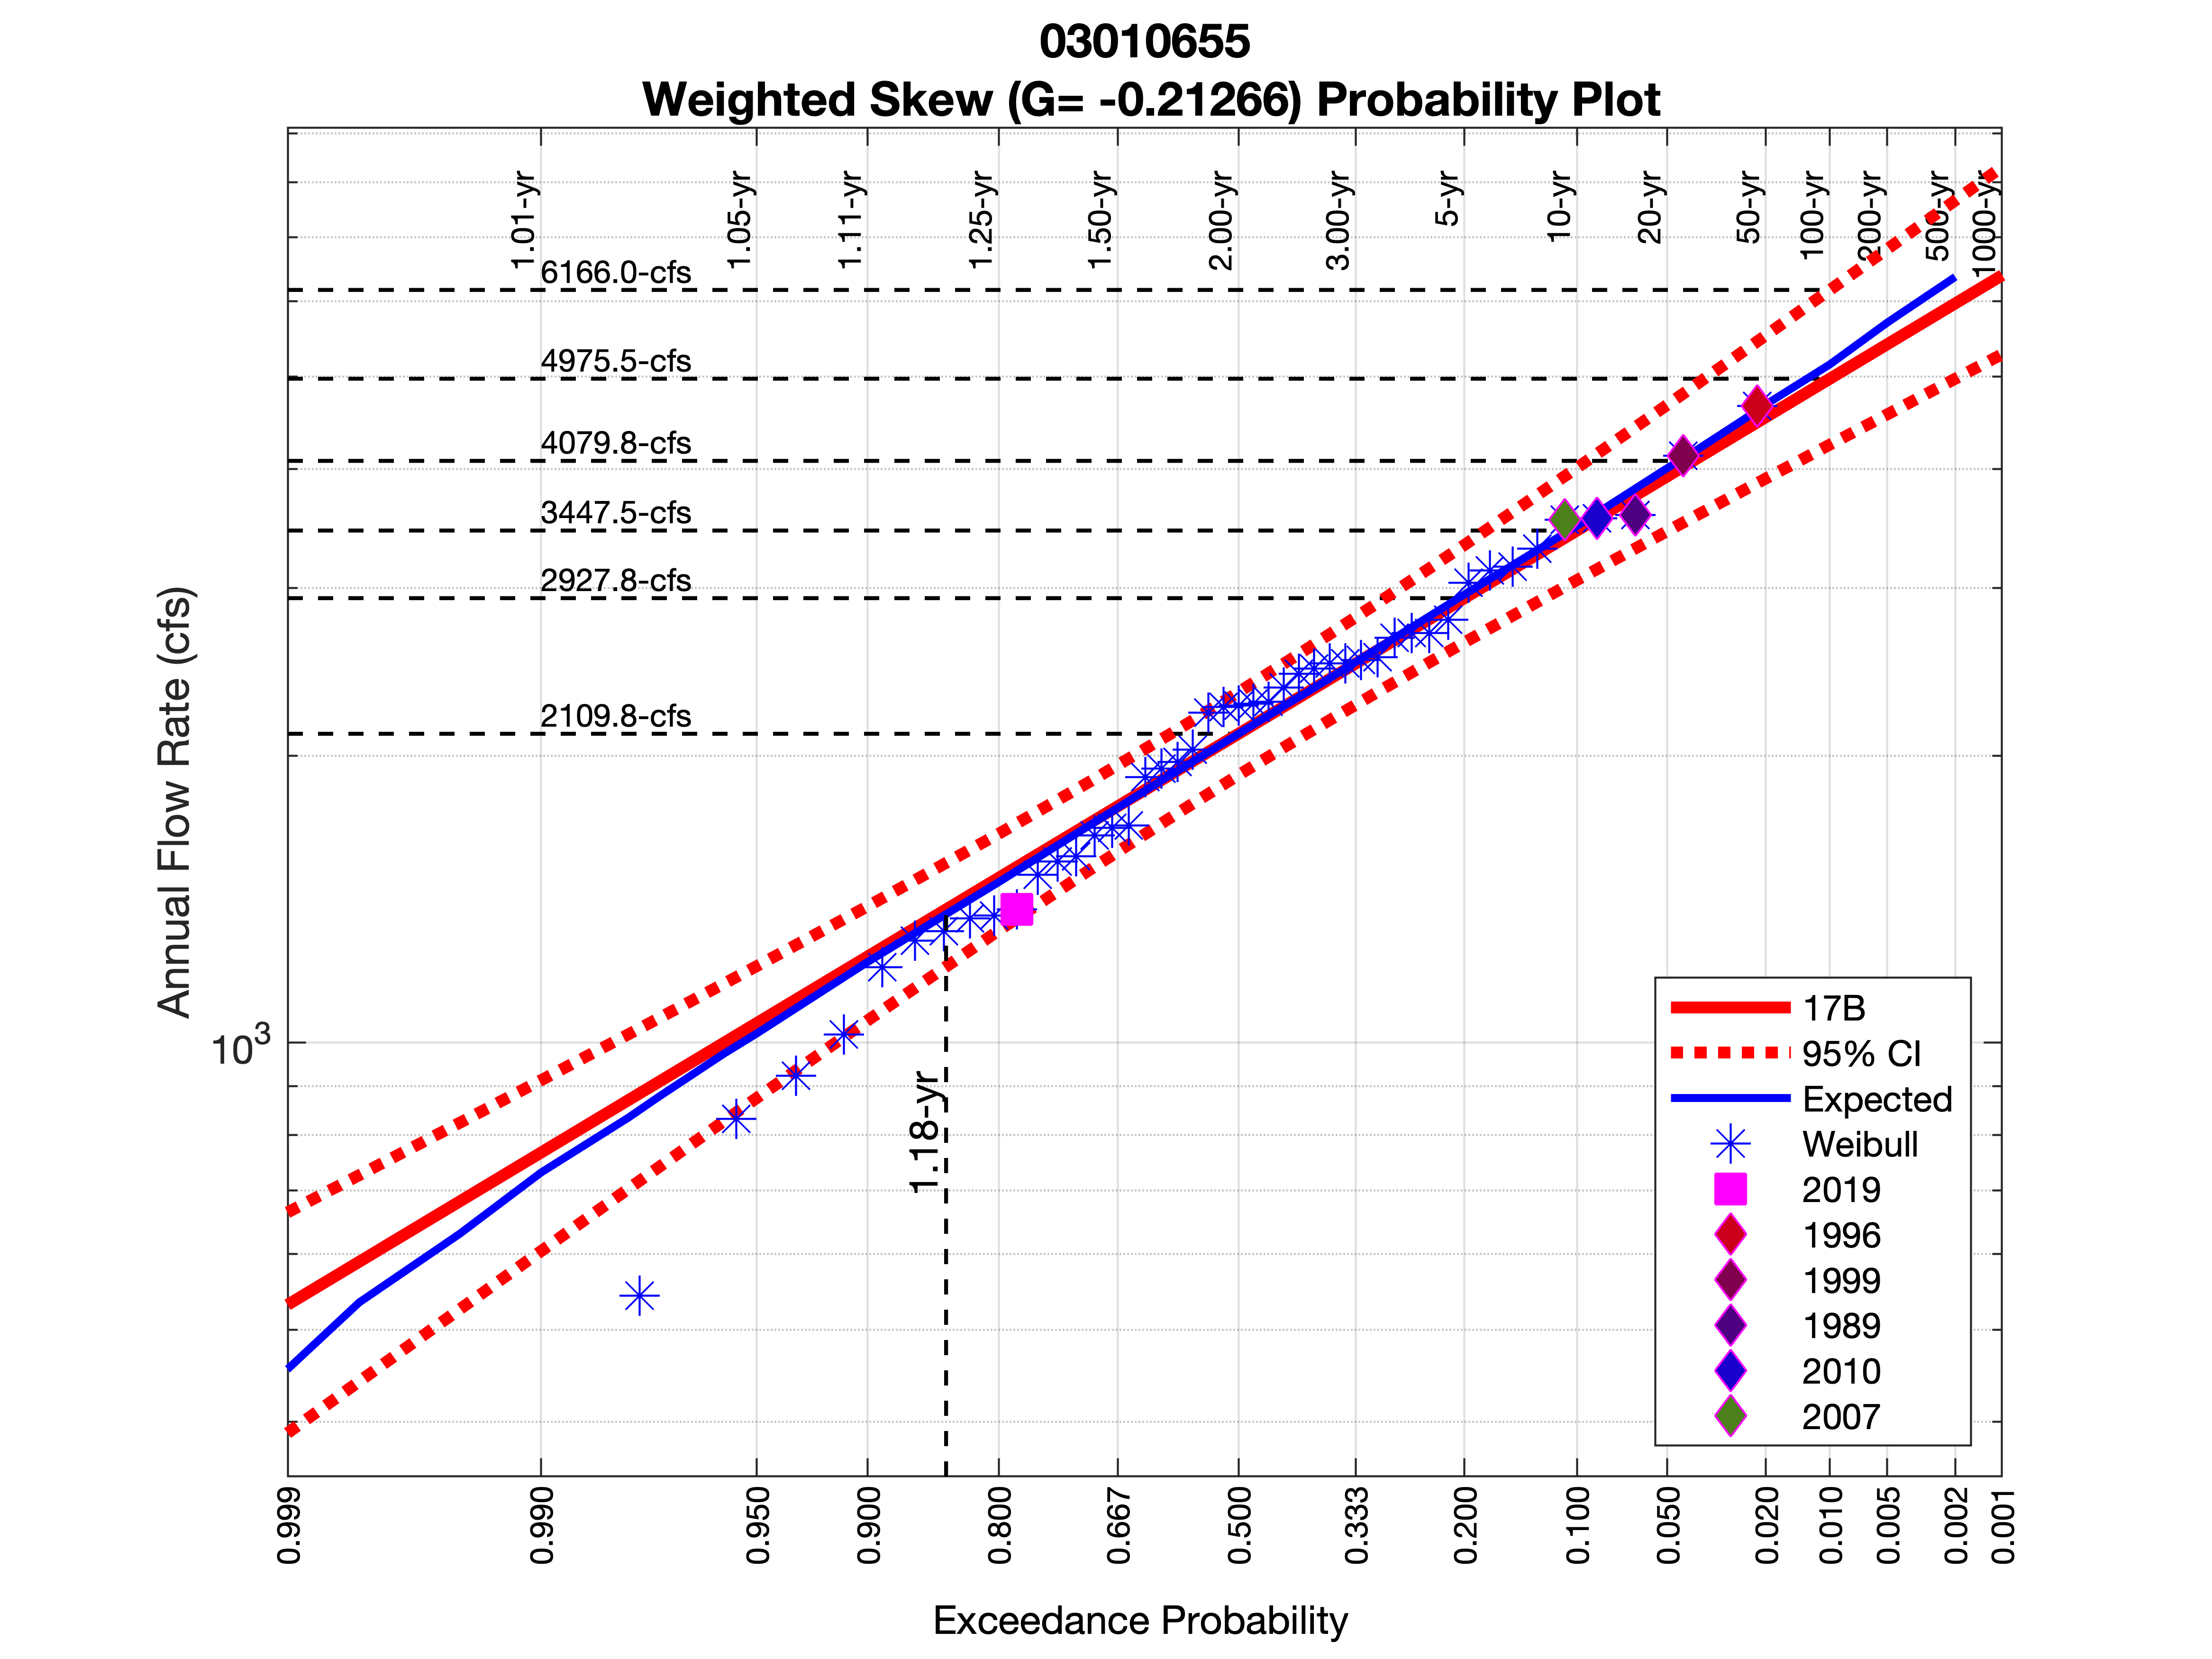 03010655
Weighted Skew (G= -0.21266) Probability Plot
1.01-yr
1.05-yr
1.11-yr
1.25-yr
1.50-yr
2.00-yr
3.00-yr
5-yr
10-yr
20-yr
50-yr
100-yr
200-yr
500-yr
1000-yr
6166.0-cfs
4975.5-cfs
4079.8-cfs
3447.5-cfs
2927.8-cfs
2109.8-cfs
Annual Flow Rate (cfs)
10³
1.18-yr
17B
95% CI
Expected
Weibull
2019
1996
1999
1989
2010
2007
0.999
0.990
0.950
0.900
0.800
0.667
0.500
0.333
0.200
0.100
0.050
0.020
0.010
0.005
0.002
0.001
Exceedance Probability